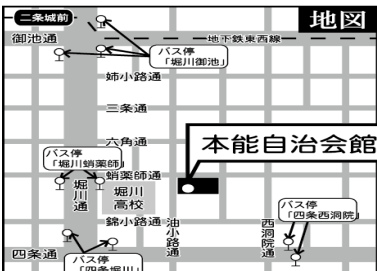 二条城前
地図
御池通
地下鉄東西線
バス停
「堀川御池」
姉小路通
三条通
六角通
本能自治会館
バス停
「堀川蛸薬師」
蛸薬師通
堀川通
堀川
高校
バス停
「四条西洞院」
錦小路通
油小路通
西洞院通
四条通
バス停
「四条堀川」